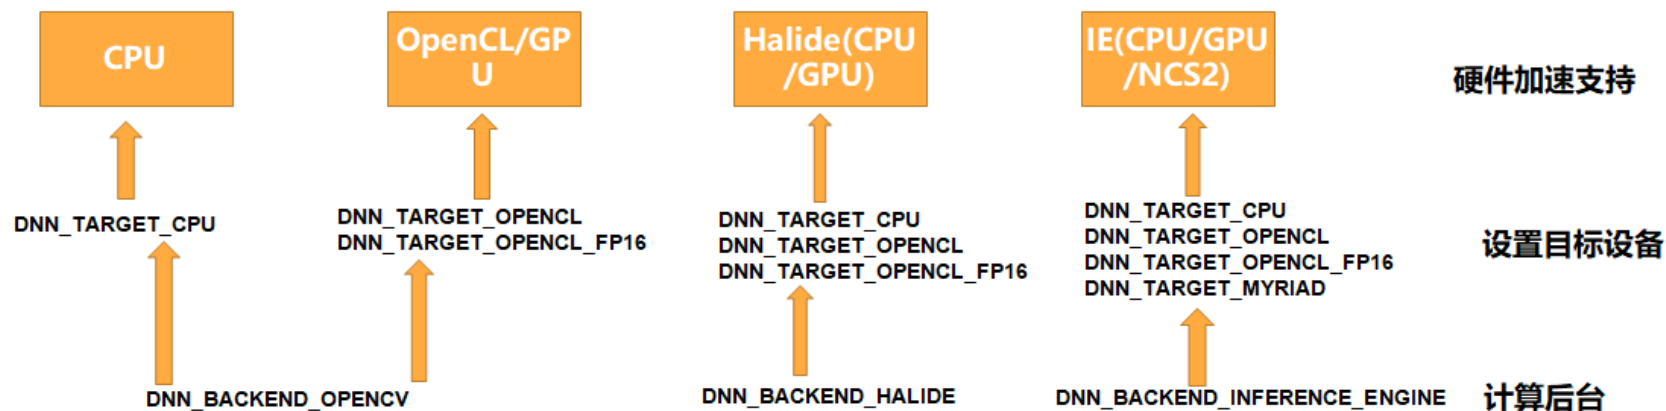 CPU
OpenCL/GP
U
Halide(CPU
/GPU)
IE(CPU/GPU
/NCS2)
硬件加速支持
DNN_TARGET_CPU
DNN_TARGET_OPENCL
DNN_TARGET_OPENCL_FP16
DNN_TARGET_CPU
DNN_TARGET_OPENCL
DNN_TARGET_OPENCL_FP16
DNN_TARGET_CPU
DNN_TARGET_OPENCL
DNN_TARGET_OPENCL_FP16
DNN_TARGET_MYRIAD
设置目标设备
DNN_BACKEND_OPENCV
DNN_BACKEND_HALIDE
DNN_BACKEND_INFERENCE_ENGINE
计算后台